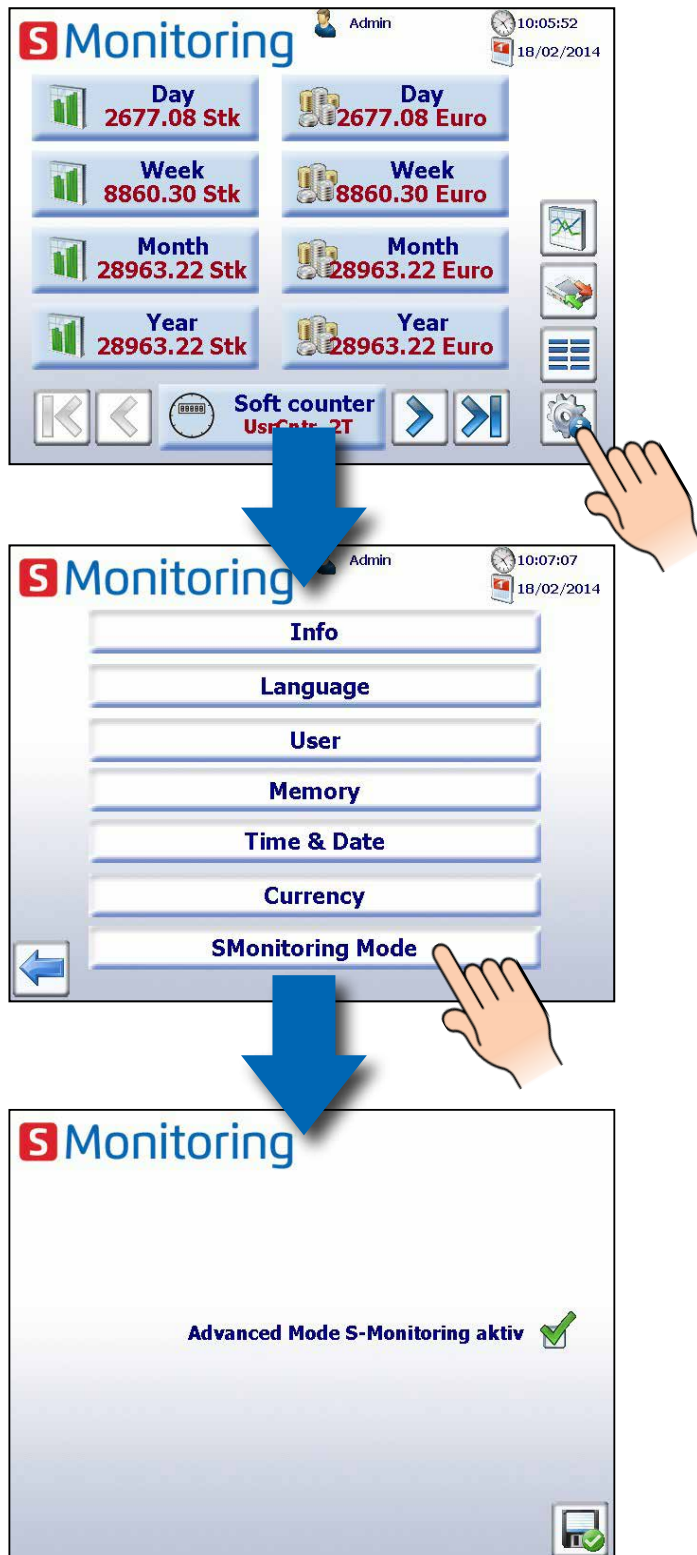 S Monitoring
Admin
10:05:52
18/02/2014
Day
2677.08 Stk
Day
2677.08 Euro
Week
8860.30 Stk
Week
8860.30 Euro
Month
28963.22 Stk
Month
28963.22 Euro
Year
28963.22 Stk
Year
28963.22 Euro
Soft counter
S Monitoring
Admin
10:07:07
18/02/2014
Info
Language
User
Memory
Time & Date
Currency
SMonitoring Mode
S Monitoring
Advanced Mode S-Monitoring aktiv